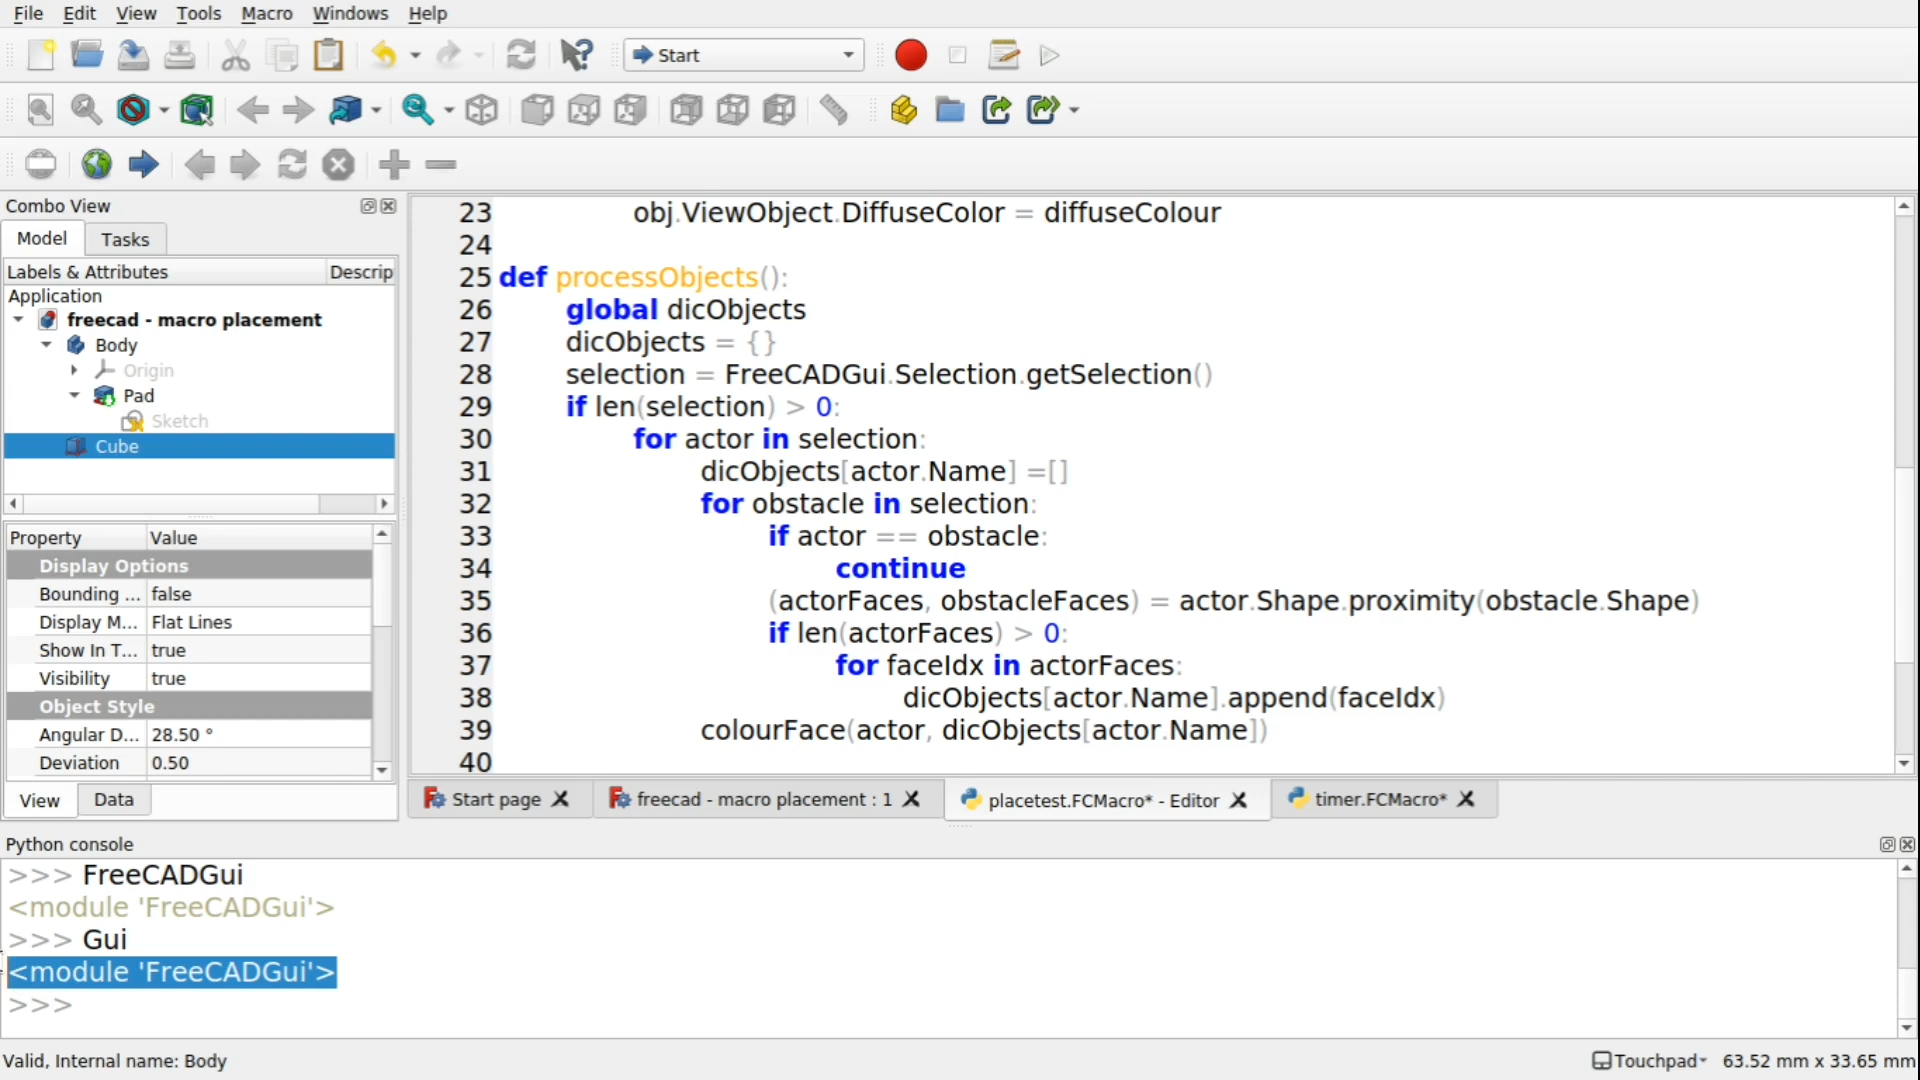 File Edit View Tools Macro Windows Help
Start
Combo View
Model Tasks
Labels & Attributes Descrip
Application
freecad - macro placement
Body
Origin
Pad
Sketch
Cube
Property Value
Display Options
Bounding ... false
Display M... Flat Lines
Show In T... true
Visibility true
Object Style
Angular D... 28.50 °
Deviation 0.50
View Data
23 obj.ViewObject.DiffuseColor = diffuseColour
24
25 def processObjects():
26 global dicObjects
27 dicObjects = {}
28 selection = FreeCADGui.Selection.getSelection()
29 if len(selection) > 0:
30 for actor in selection:
31 dicObjects[actor.Name] =[]
32 for obstacle in selection:
33 if actor == obstacle:
34 continue
35 (actorFaces, obstacleFaces) = actor.Shape.proximity(obstacle.Shape)
36 if len(actorFaces) > 0:
37 for faceIdx in actorFaces:
38 dicObjects[actor.Name].append(faceIdx)
39 colourFace(actor, dicObjects[actor.Name])
40
Start page freecad - macro placement : 1 placetest.FCMacro* - Editor timer.FCMacro*
Python console
>>> FreeCADGui
<module 'FreeCADGui'>
>>> Gui
<module 'FreeCADGui'>
>>>
Valid, Internal name: Body Touchpad 63.52 mm x 33.65 mm